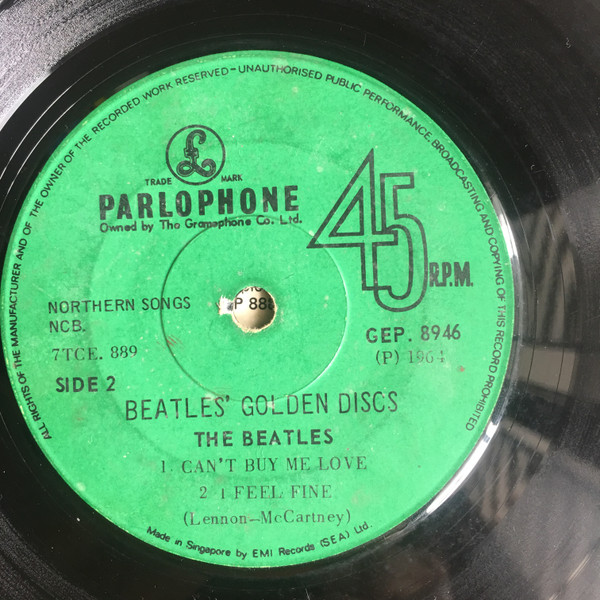 ALL RIGHTS OF THE MANUFACTURER AND OF THE OWNER OF THE RECORDED WORK RESERVED–UNAUTHORISED PUBLIC PERFORMANCE, BROADCASTING AND COPYING OF THIS RECORD PROHIBITED
£
TRADE MARK
PARLOPHONE
Owned by The Gramophone Co. Ltd.
45 R.P.M.
NORTHERN SONGS
NCB.
P 888
GEP. 8946
7TCE. 889
(P) 1964
SIDE 2
BEATLES' GOLDEN DISCS
THE BEATLES
1. CAN'T BUY ME LOVE
2 I FEEL FINE
(Lennon–McCartney)
Made in Singapore by EMI Records (SEA) Ltd.